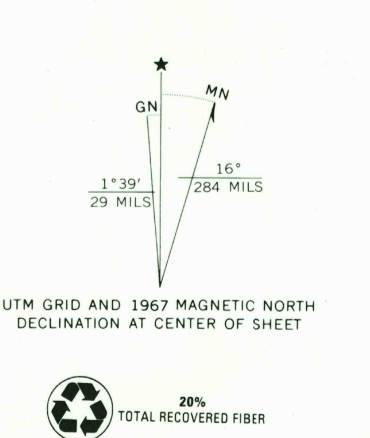 ★
GN
MN
1°39′
29 MILS
16°
284 MILS
UTM GRID AND 1967 MAGNETIC NORTH
DECLINATION AT CENTER OF SHEET
20%
TOTAL RECOVERED FIBER